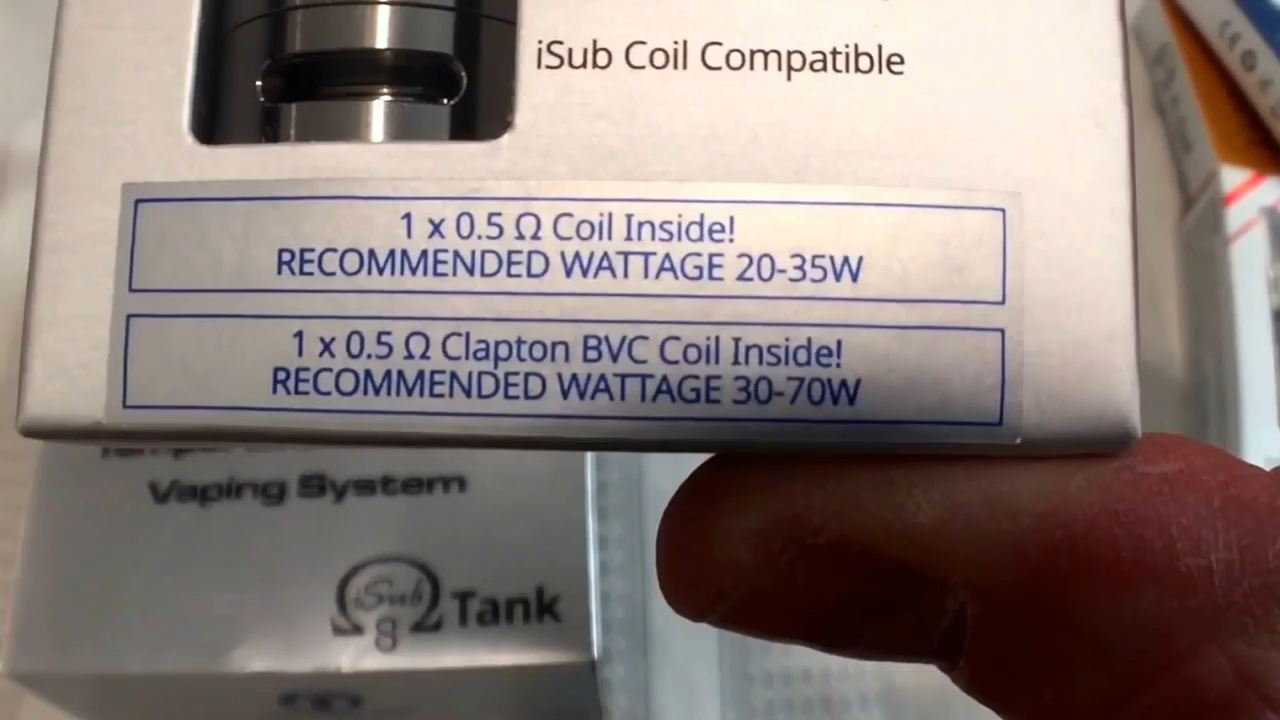 iSub Coil Compatible
1 x 0.5 Ω Coil Inside!
RECOMMENDED WATTAGE 20-35W
1 x 0.5 Ω Clapton BVC Coil Inside!
RECOMMENDED WATTAGE 30-70W
Vaping System
iSub
Tank